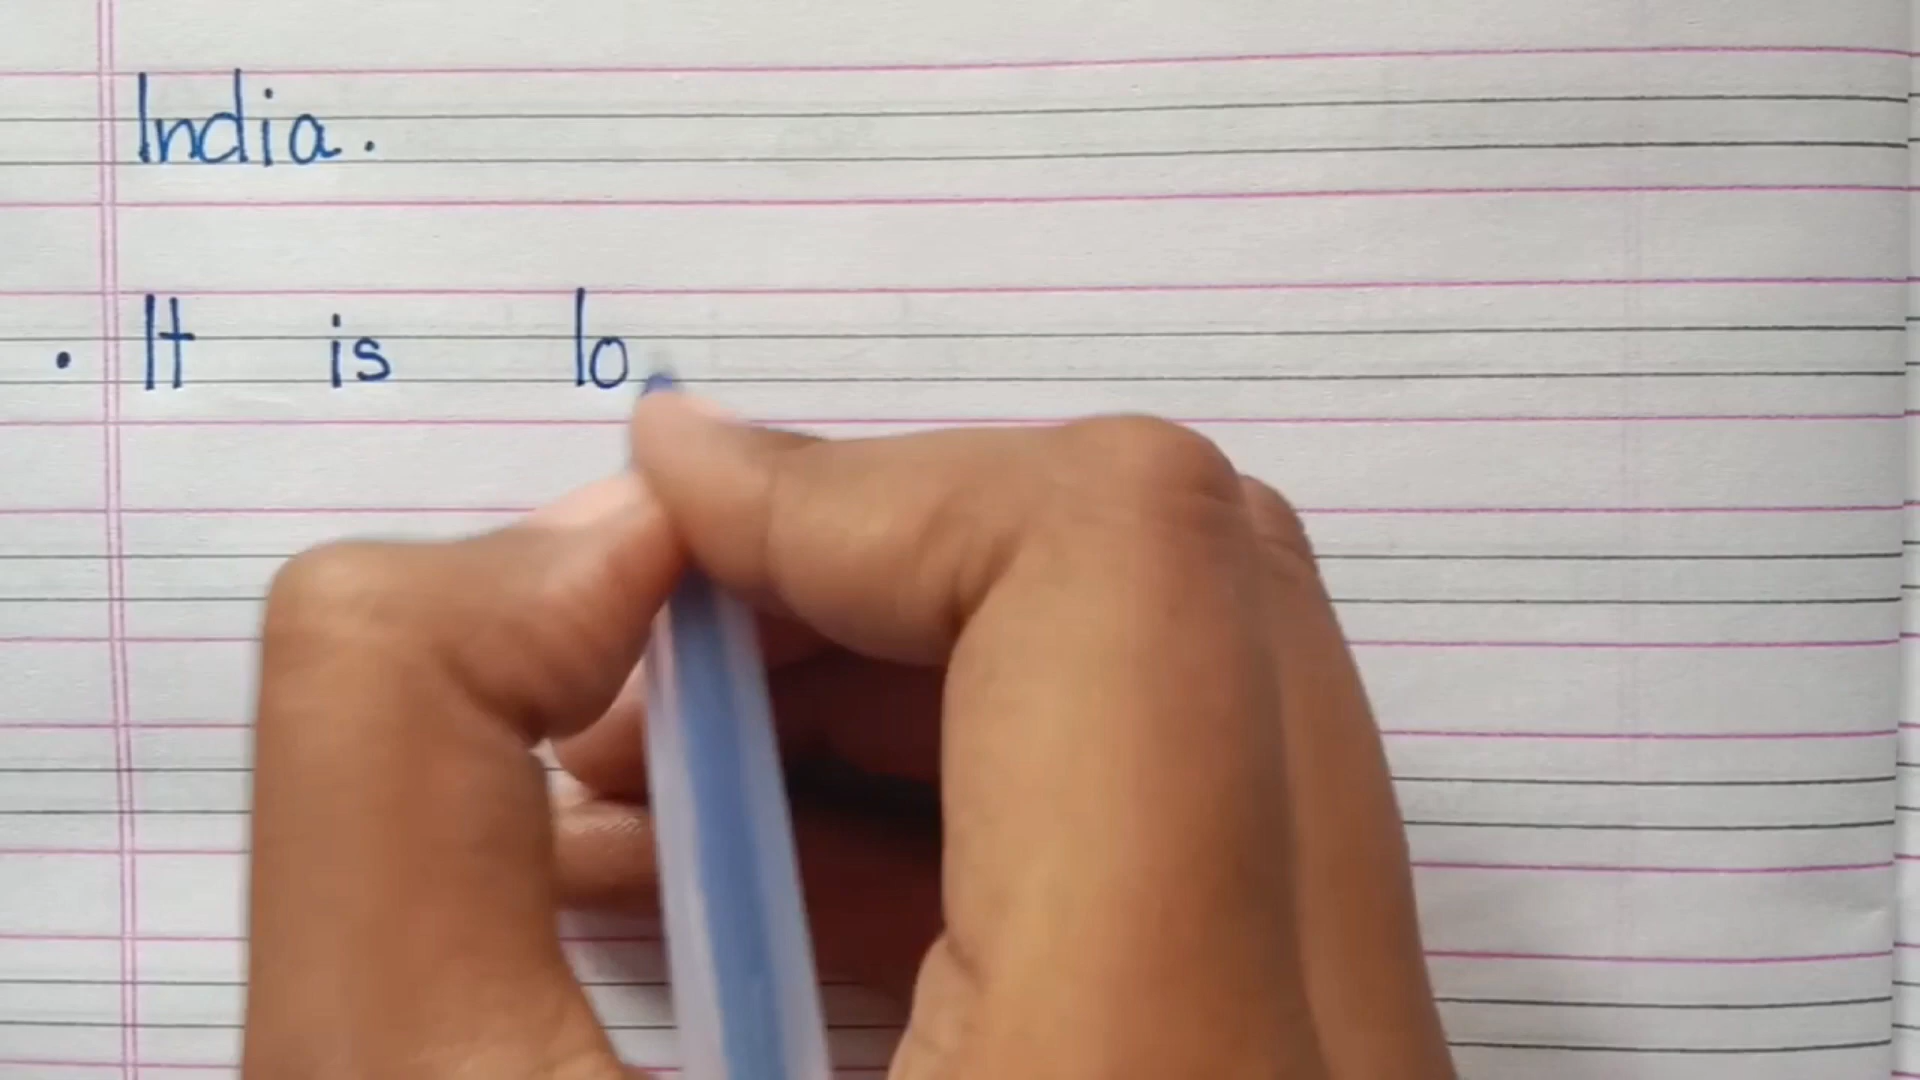 India.
• It is lo